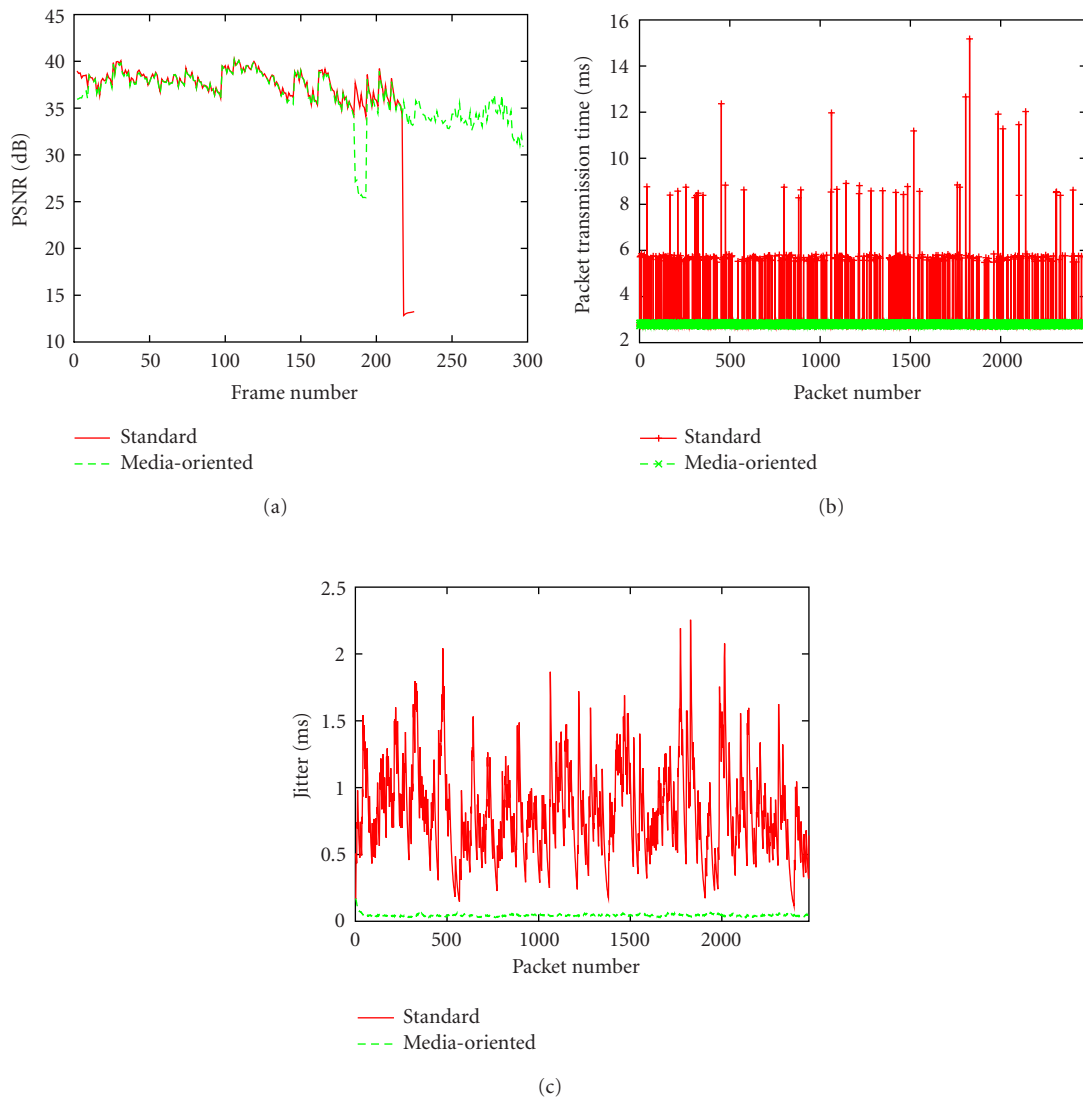 45
40
35
30
25
20
15
10
PSNR (dB)
0 50 100 150 200 250 300
Frame number
Standard
Media-oriented
(a)
16
14
12
10
8
6
4
2
Packet transmission time (ms)
0 500 1000 1500 2000
Packet number
Standard
Media-oriented
(b)
2.5
2
1.5
1
0.5
0
Jitter (ms)
0 500 1000 1500 2000
Packet number
Standard
Media-oriented
(c)